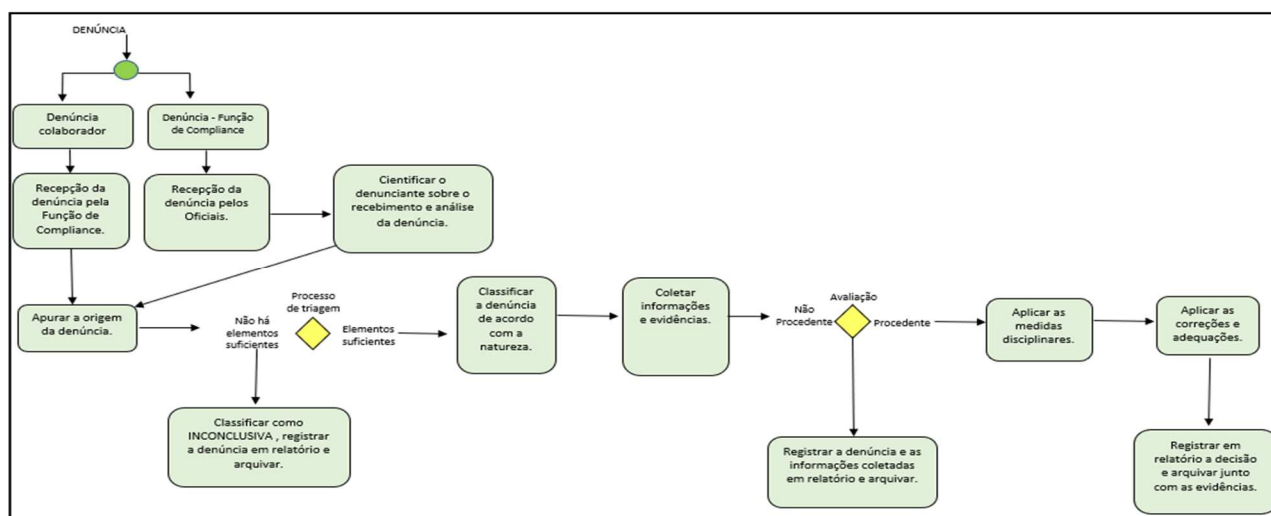 DENÚNCIA
Denúncia
colaborador
Denúncia - Função
de Compliance
Recepção da
denúncia pela
Função de
Compliance.
Recepção da
denúncia pelos
Oficiais.
Cientificar o
denunciante sobre o
recebimento e análise
da denúncia.
Apurar a origem
da denúncia.
Processo
de triagem
Não há
elementos
suficientes
Elementos
suficientes
Classificar como
INCONCLUSIVA , registrar
a denúncia em relatório e
arquivar.
Classificar
a denúncia
de acordo
com a
natureza.
Coletar
informações
e evidências.
Avaliação
Não
Procedente
Procedente
Registrar a denúncia e as
informações coletadas
em relatório e arquivar.
Aplicar as
medidas
disciplinares.
Aplicar as
correções e
adequações.
Registrar em
relatório a decisão
e arquivar junto
com as evidências.